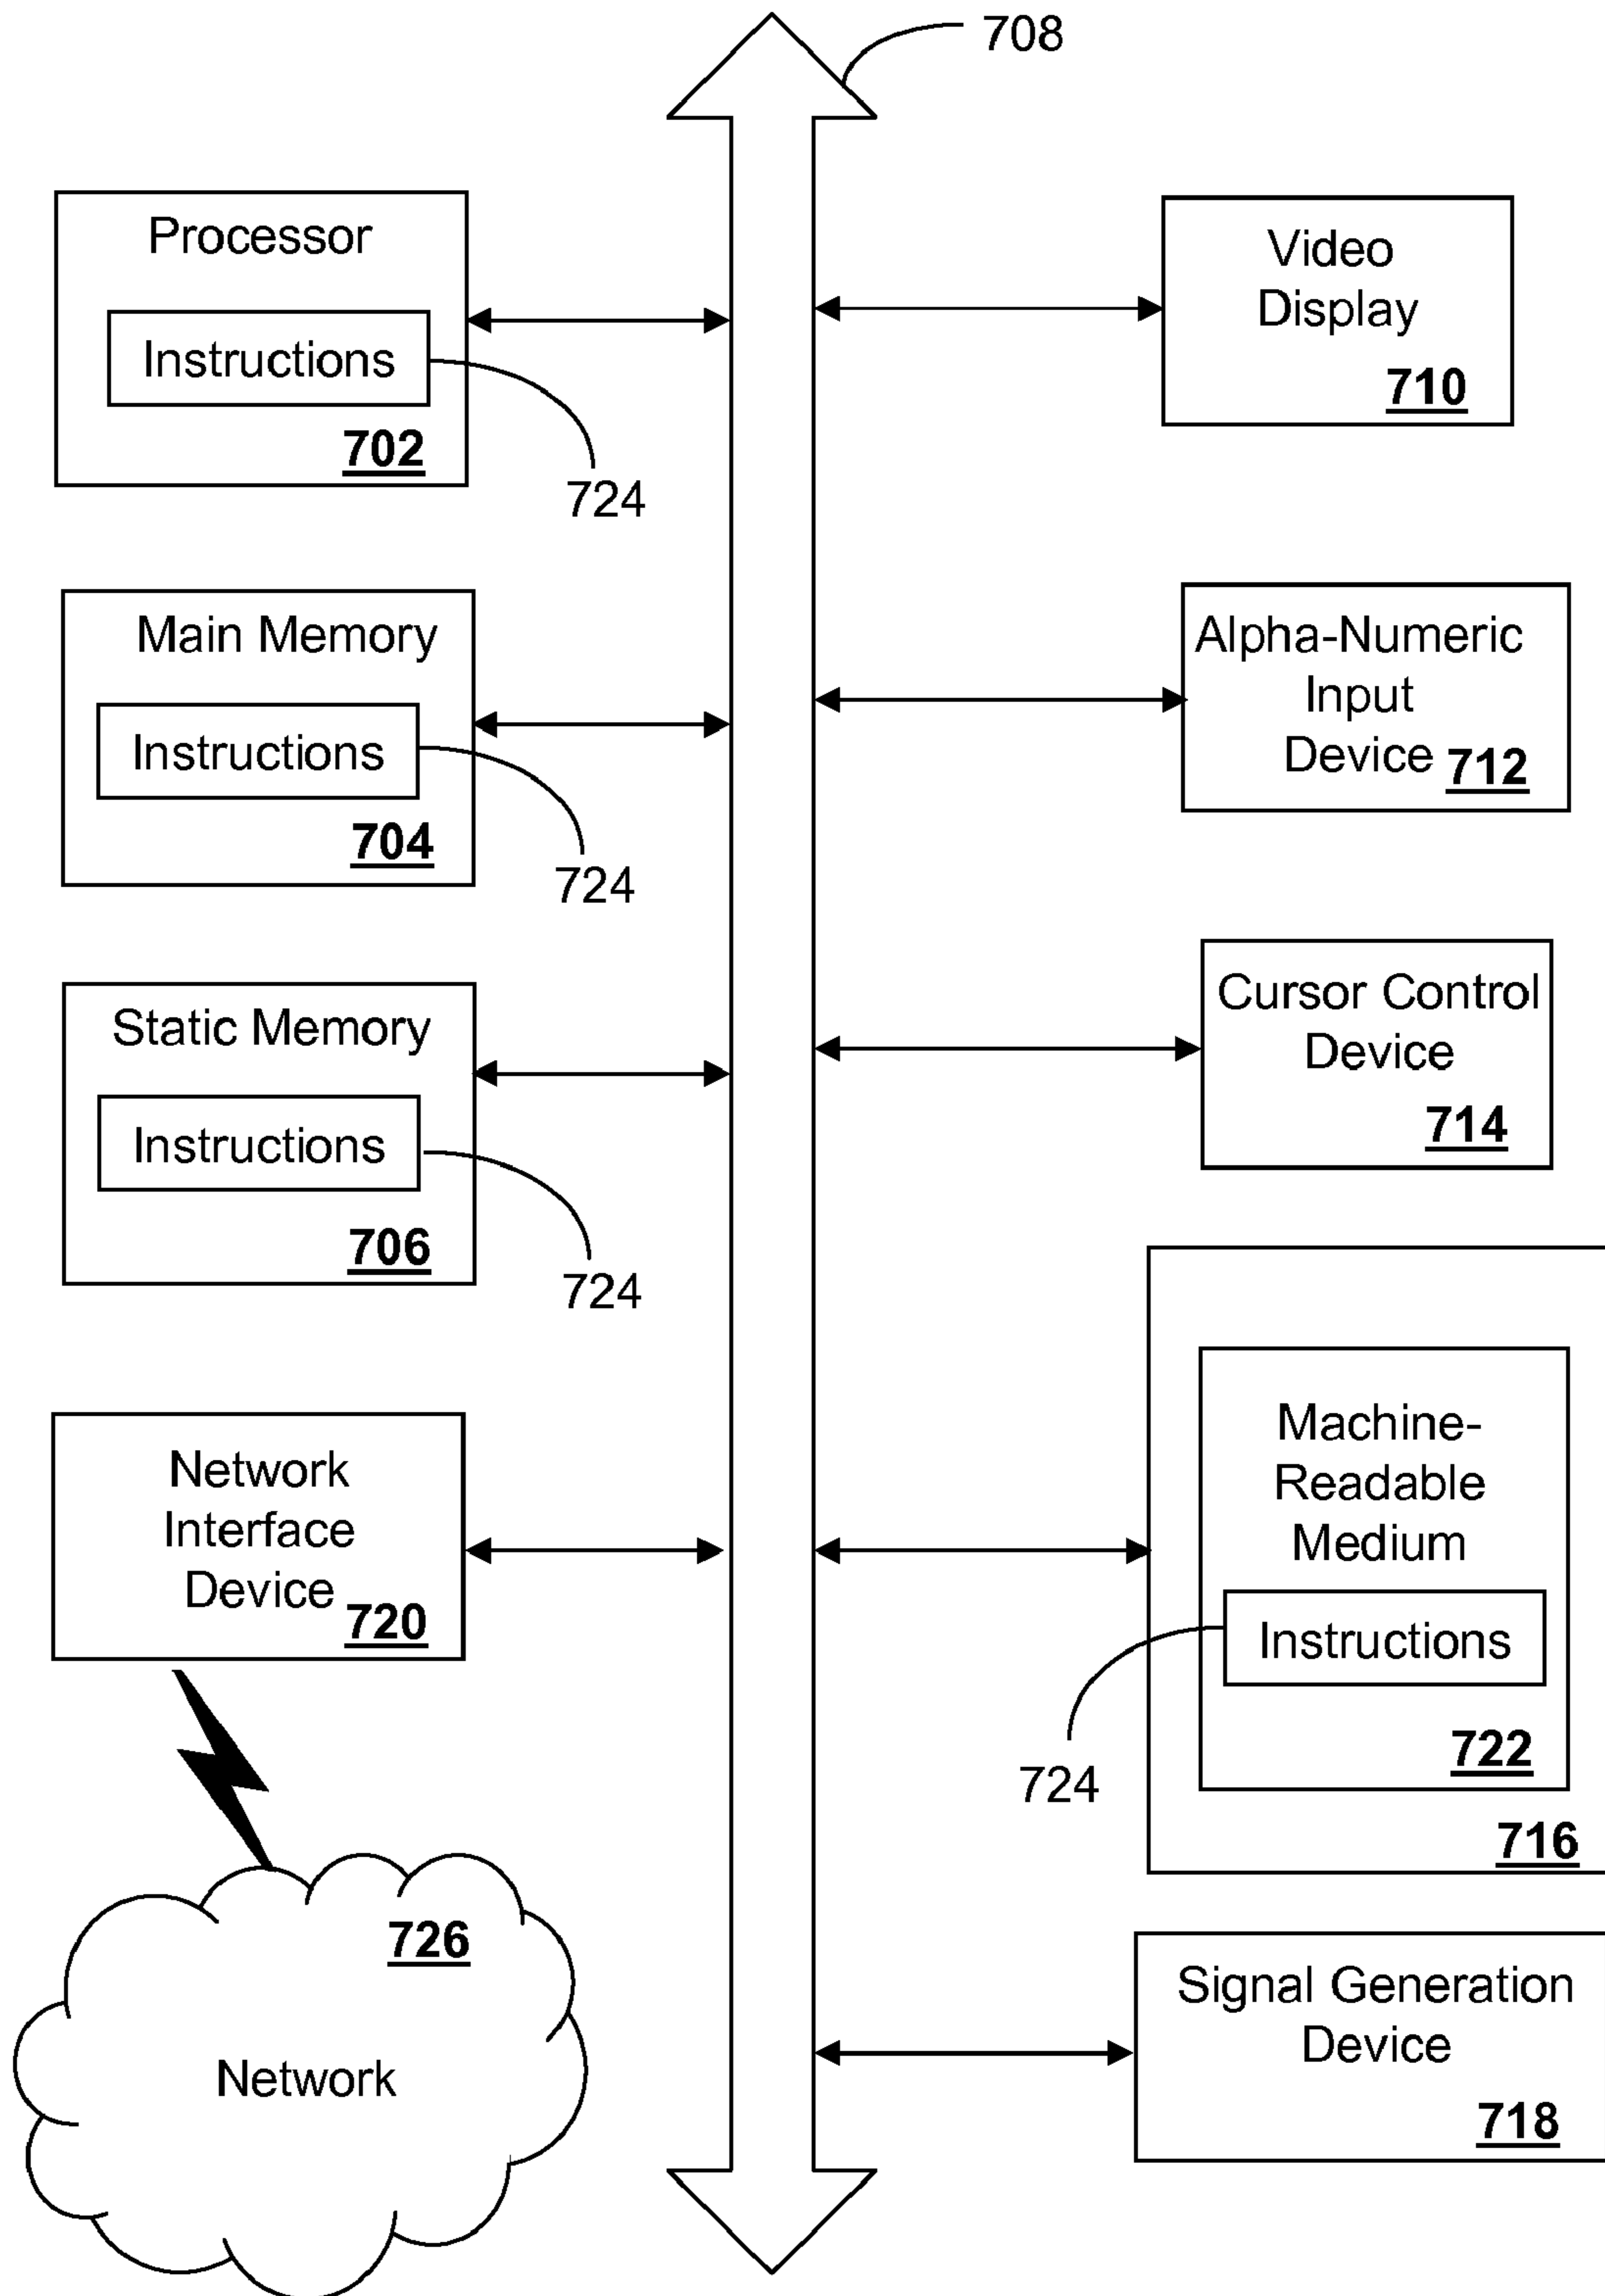 708
Processor
Instructions
702
724
Main Memory
Instructions
704
724
Static Memory
Instructions
706
724
Network
Interface
Device
720
726
Network
Video
Display
710
Alpha-Numeric
Input
Device 712
Cursor Control
Device
714
Machine-
Readable
Medium
Instructions
722
724
716
Signal Generation
Device
718